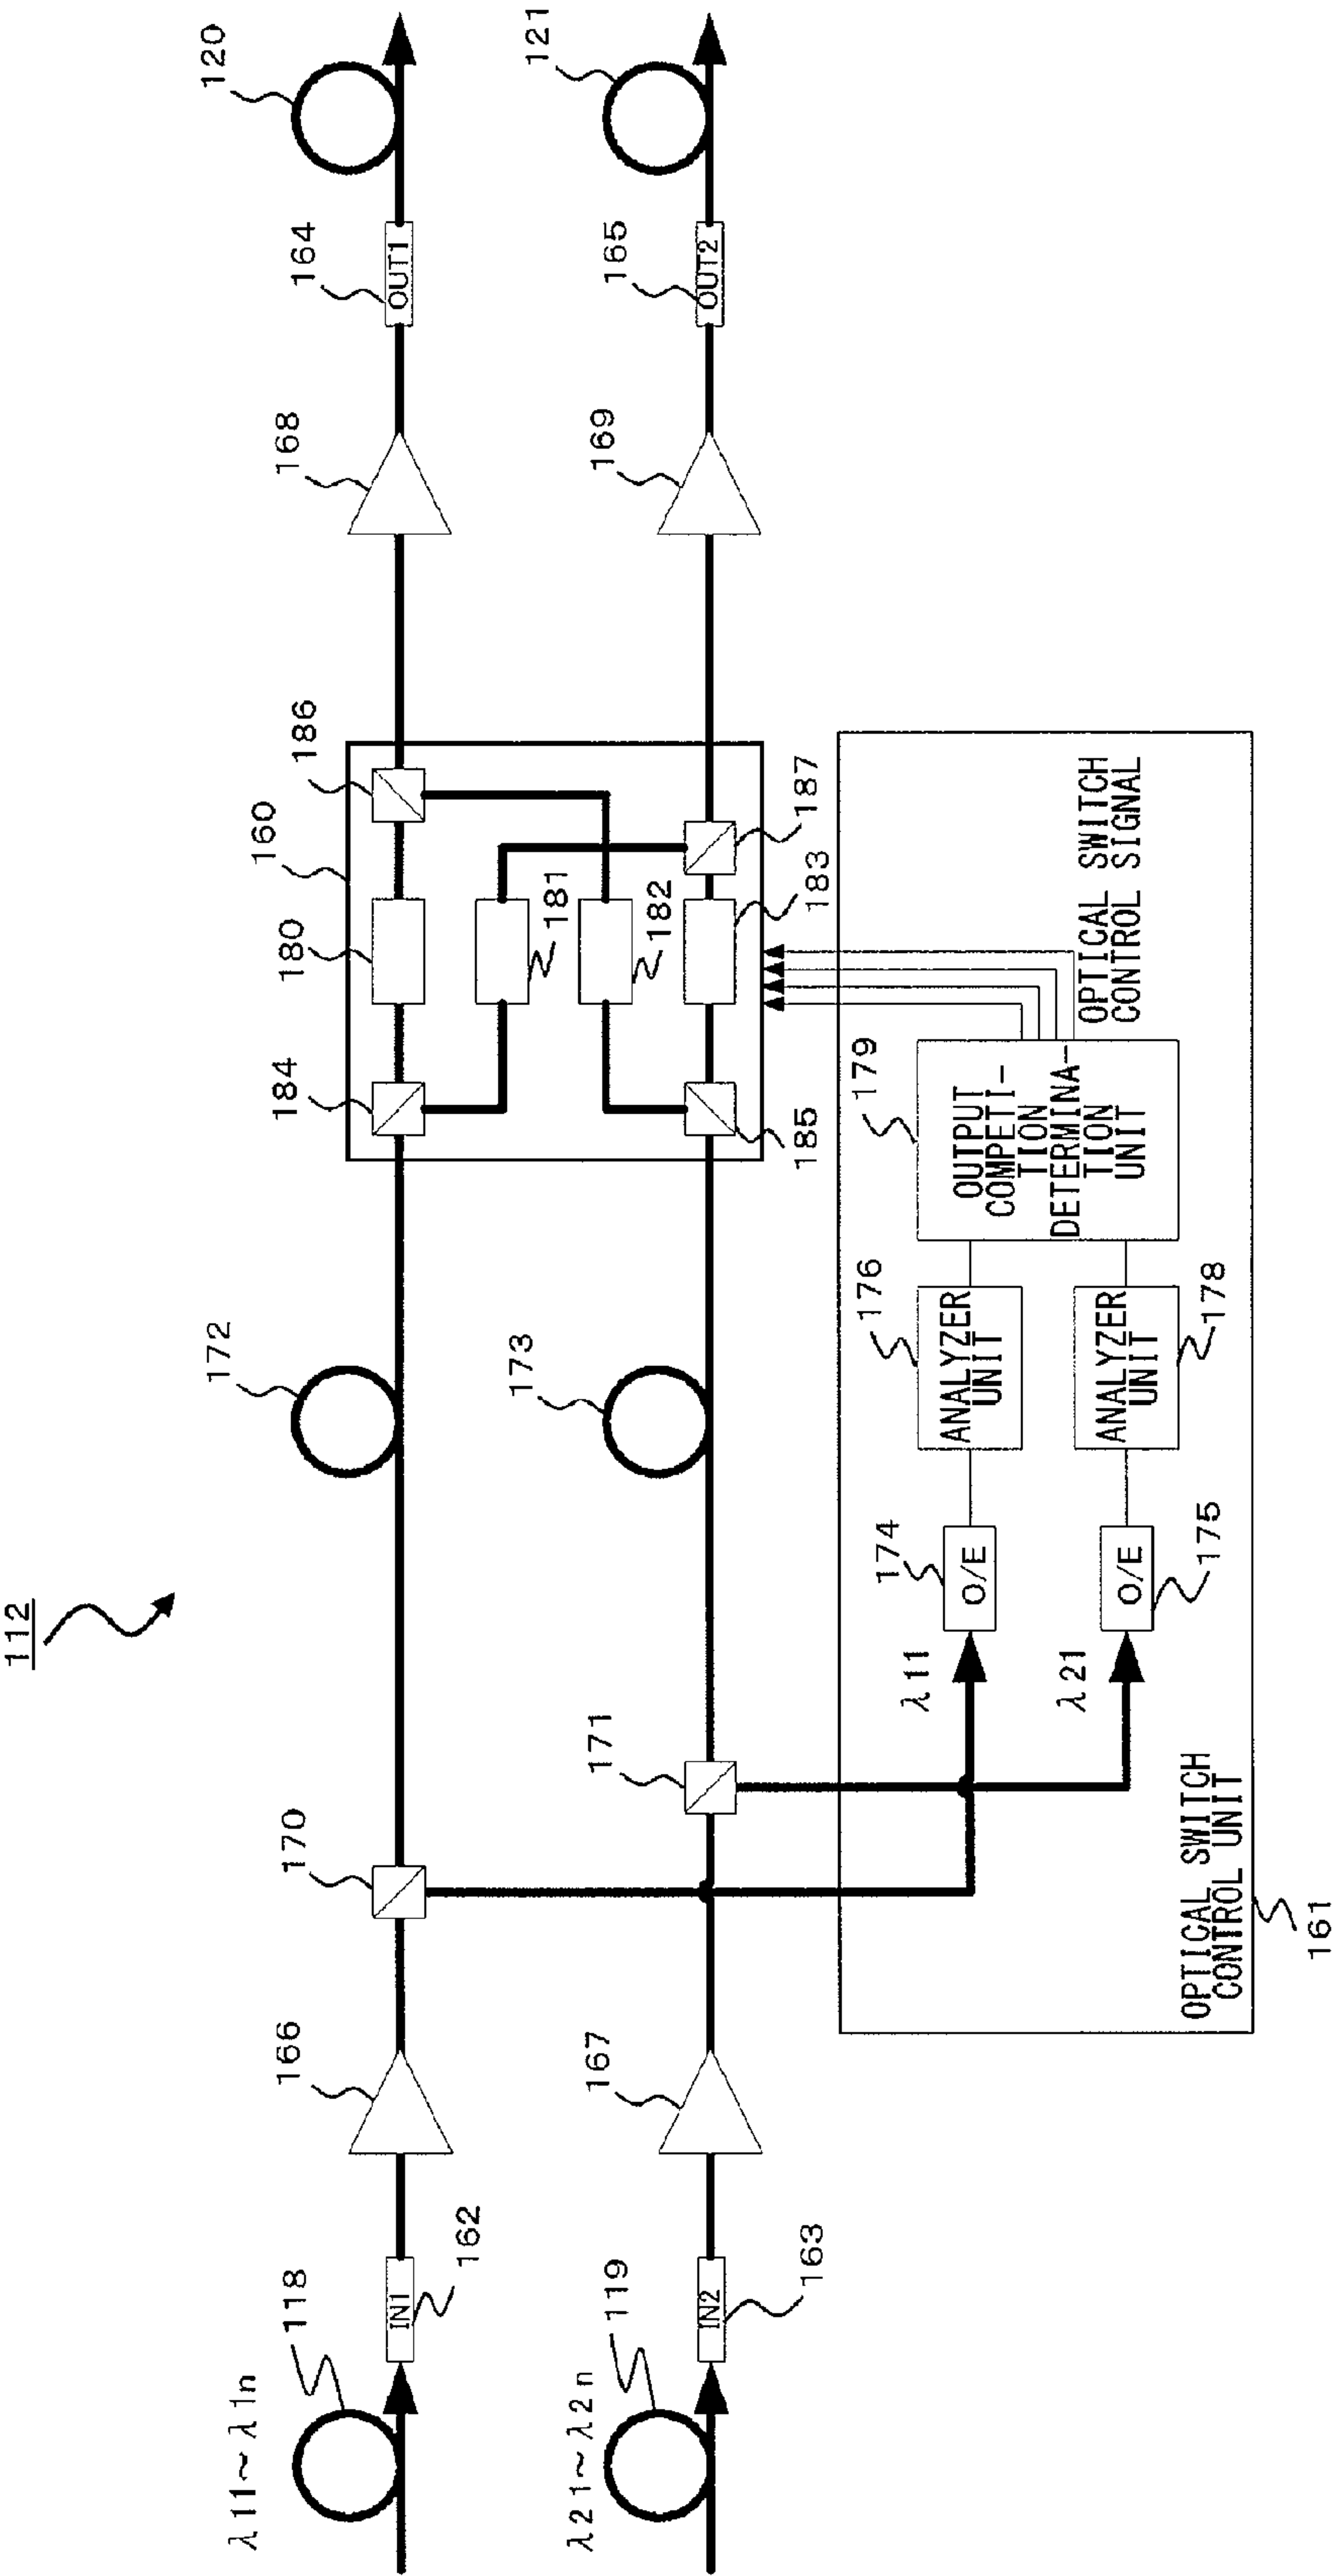 112
λ11~λ1n
118
IN1
162
166
170
172
184
180
160
186
168
164
OUT1
120
λ21~λ2n
119
IN2
163
167
171
173
185
181
182
183
187
169
165
OUT2
121
λ11
174
O/E
176
ANALYZER
UNIT
179
OUTPUT
COMPETI-
TION
DETERMINA-
TION
UNIT
OPTICAL SWITCH
CONTROL SIGNAL
λ21
O/E
175
ANALYZER
UNIT
178
OPTICAL SWITCH
CONTROL UNIT
161